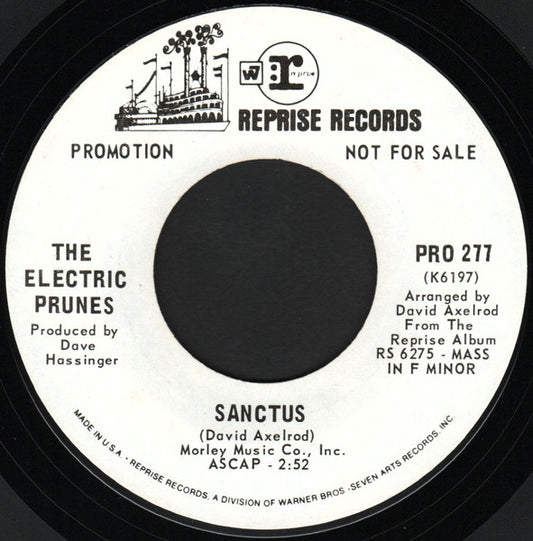 W7
r
REPRISE RECORDS
PROMOTION
NOT FOR SALE
THE
ELECTRIC
PRUNES
Produced by
Dave
Hassinger
PRO 277
(K6197)
Arranged by
David Axelrod
From The
Reprise Album
RS 6275 - MASS
IN F MINOR
SANCTUS
(David Axelrod)
Morley Music Co., Inc.
ASCAP - 2:52
MADE IN U.S.A. • REPRISE RECORDS, A DIVISION OF WARNER BROS.-SEVEN ARTS RECORDS, INC.